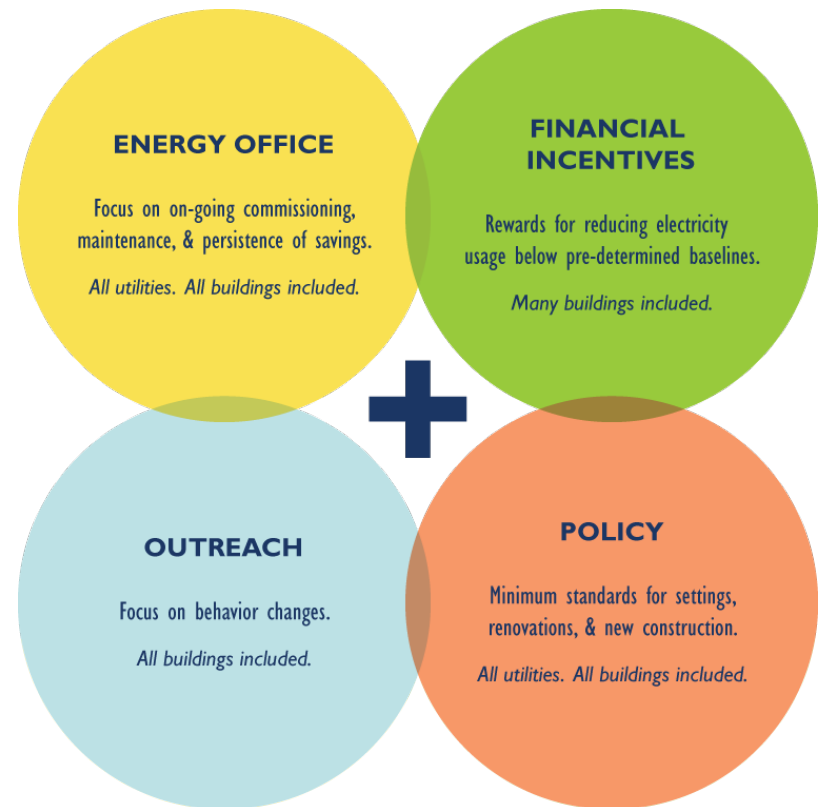 ENERGY OFFICE
Focus on on-going commissioning,
maintenance, & persistence of savings.
All utilities. All buildings included.
FINANCIAL
INCENTIVES
Rewards for reducing electricity
usage below pre-determined baselines.
Many buildings included.
OUTREACH
Focus on behavior changes.
All buildings included.
POLICY
Minimum standards for settings,
renovations, & new construction.
All utilities. All buildings included.